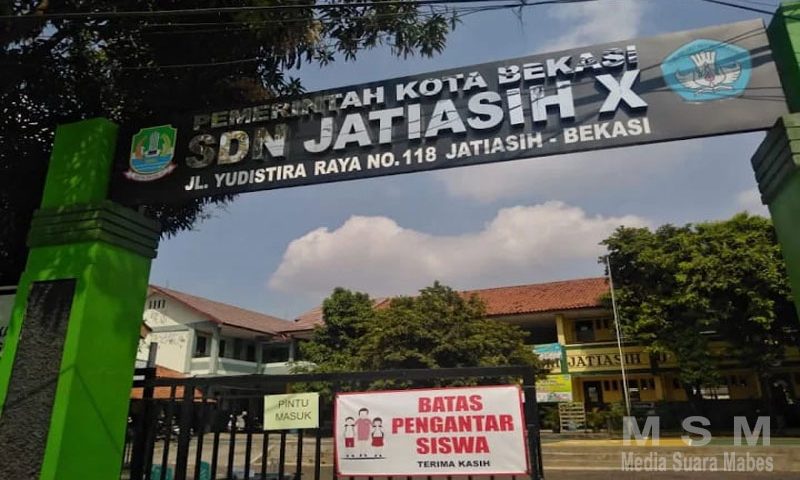 PEMERINTAH KOTA BEKASI
SDN JATIASIH X
JL. YUDISTIRA RAYA NO.118 JATIASIH - BEKASI
JATIASIH
PINTU
MASUK
BATAS
PENGANTAR
SISWA
TERIMA KASIH
MSM
Media Suara Mabes